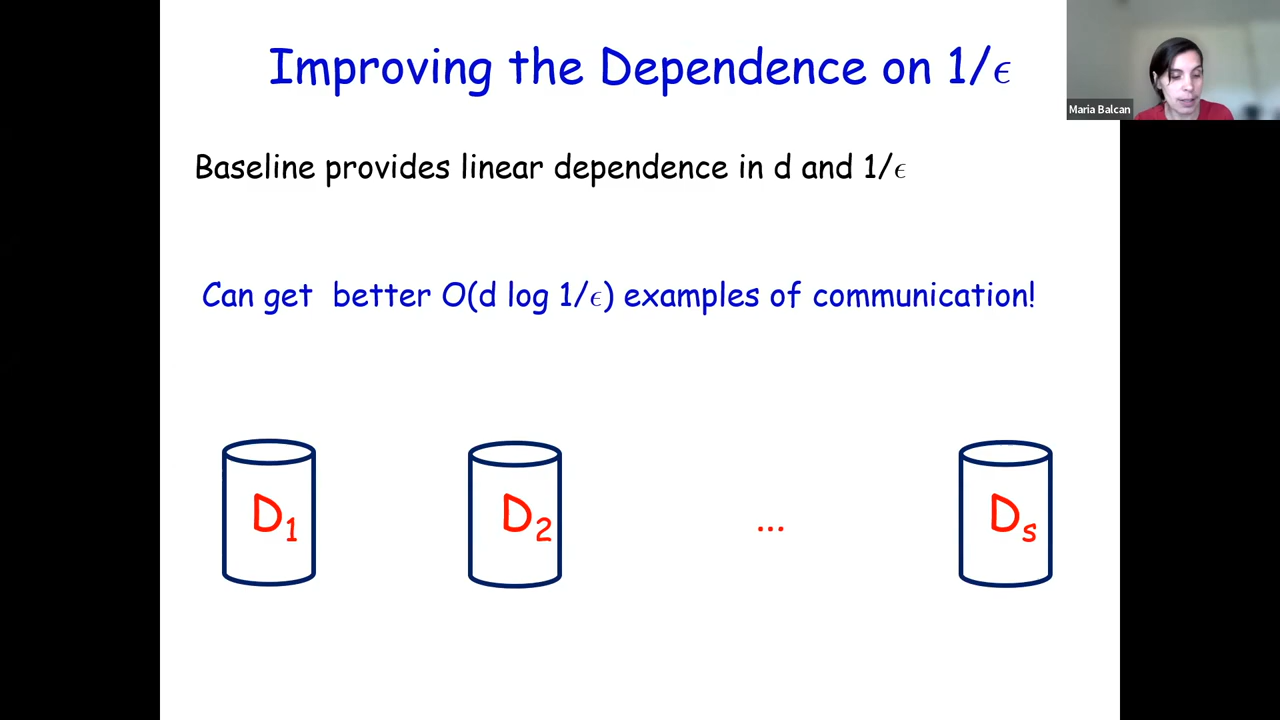 Improving the Dependence on 1/ϵ
Maria Balcan
Baseline provides linear dependence in d and 1/ϵ
Can get better O(d log 1/ϵ) examples of communication!
D₁ D₂ ... Dₛ